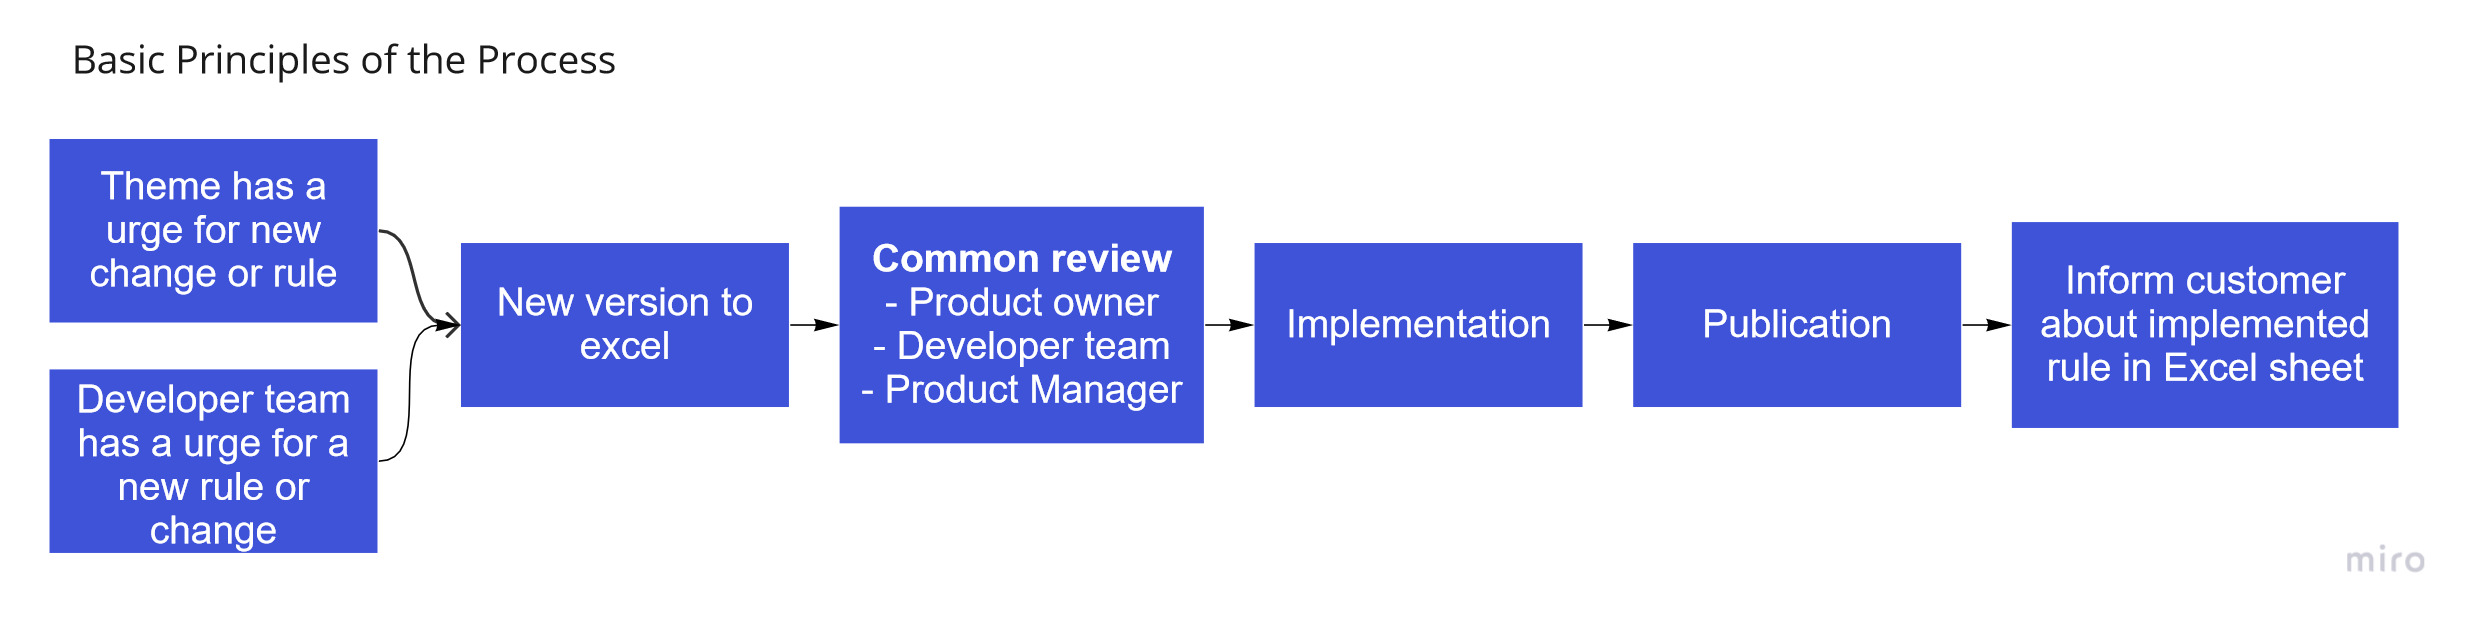 Basic Principles of the Process
Theme has a
urge for new
change or rule
Developer team
has a urge for a
new rule or
change
New version to
excel
Common review
- Product owner
- Developer team
- Product Manager
Implementation
Publication
Inform customer
about implemented
rule in Excel sheet
miro